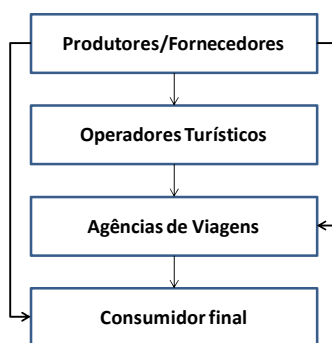 Produtores/Fornecedores
Operadores Turísticos
Agências de Viagens
Consumidor final